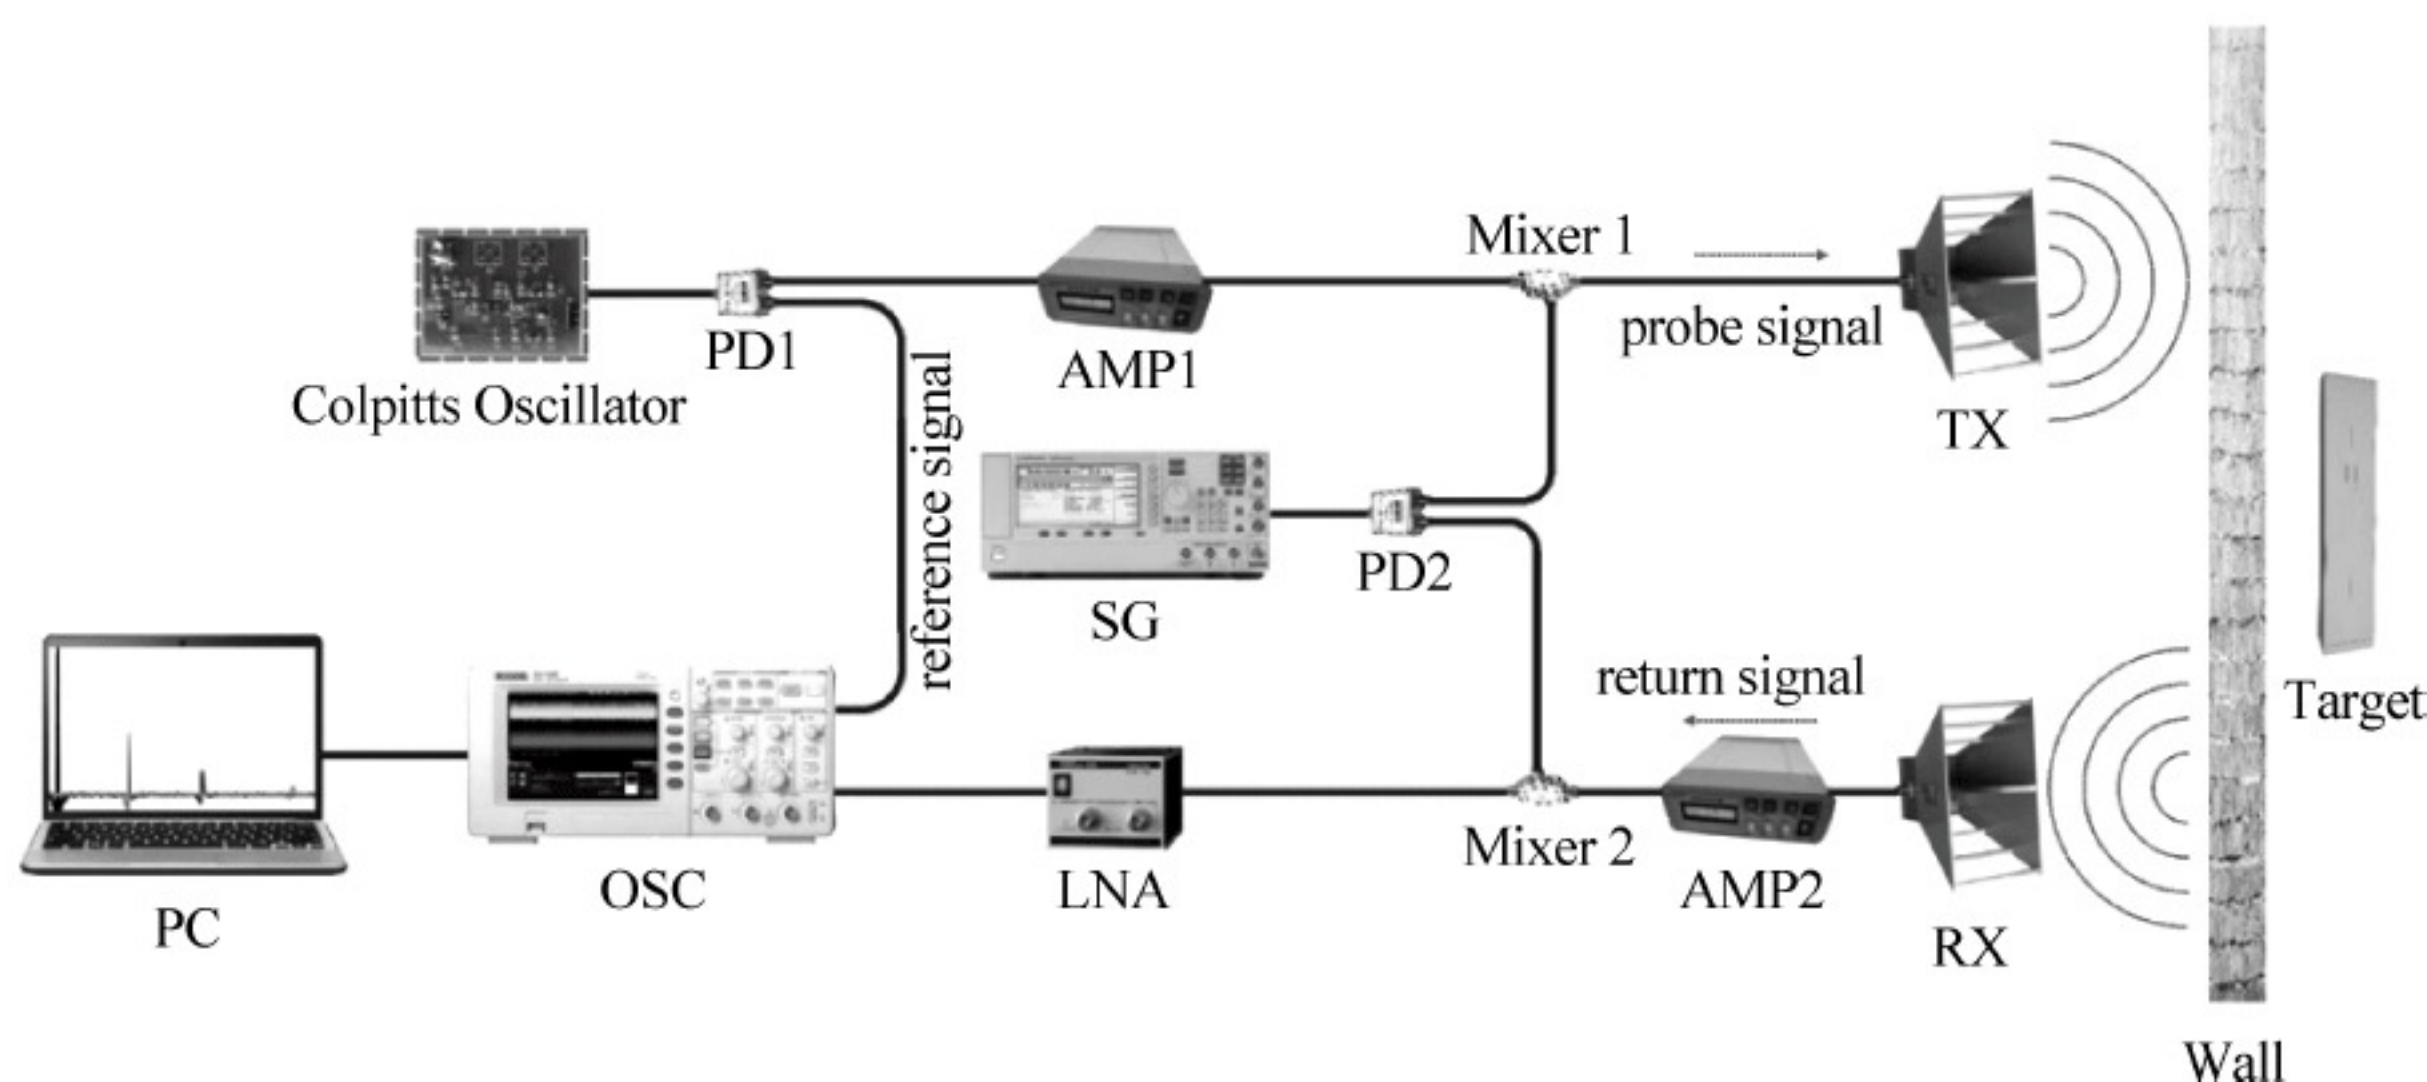 Mixer 1
probe signal
PD1
AMP1
Colpitts Oscillator
TX
reference signal
PD2
SG
return signal
Target
Mixer 2
OSC
LNA
AMP2
PC
RX
Wall